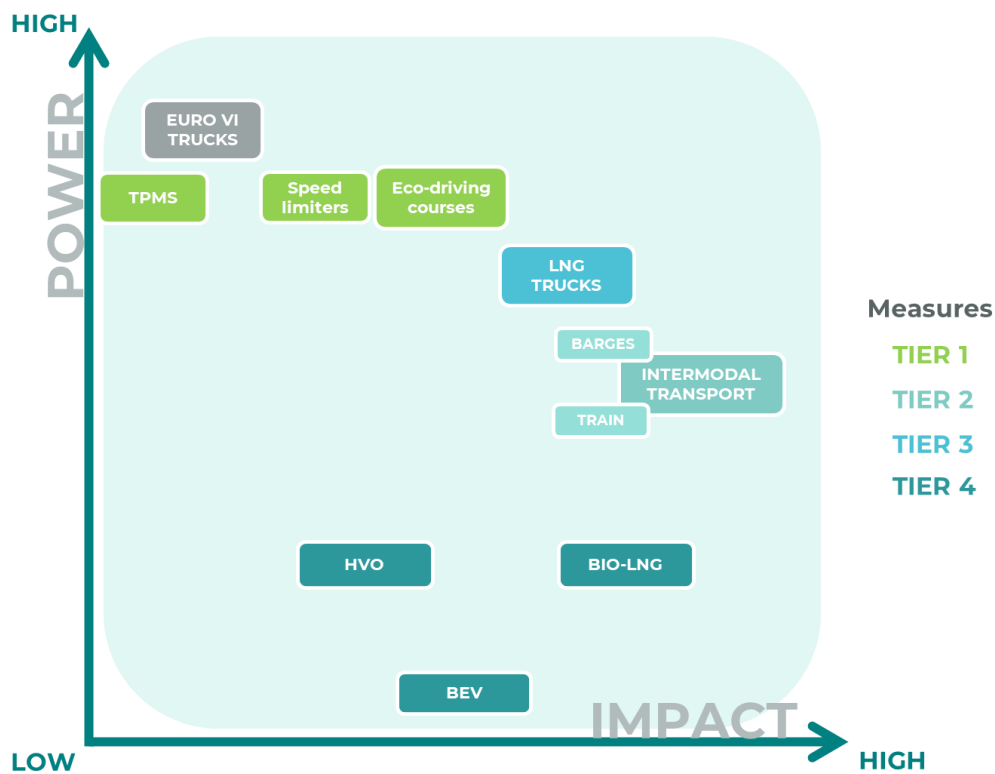 HIGH
POWER
EURO VI
TRUCKS
TPMS
Speed
limiters
Eco-driving
courses
LNG
TRUCKS
BARGES
INTERMODAL
TRANSPORT
TRAIN
HVO
BIO-LNG
BEV
IMPACT
LOW
HIGH
Measures
TIER 1
TIER 2
TIER 3
TIER 4